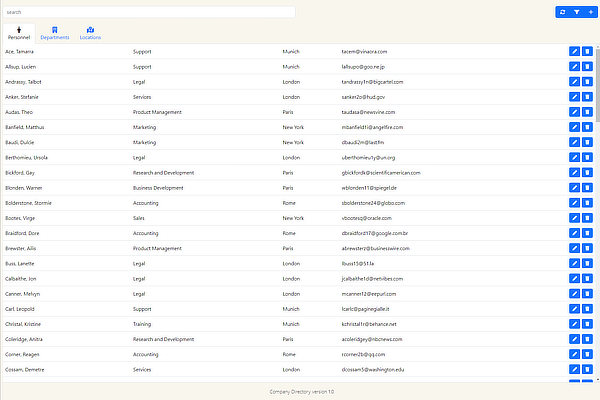 search
Personnel Departments Locations
Ace, Tamarra Support Munich tacem@vinaora.com
Allsup, Lucien Support Munich lallsupo@goo.ne.jp
Andrassy, Talbot Legal London tandrassy1n@bigcartel.com
Anker, Stefanie Services London sanker2o@hud.gov
Audas, Theo Product Management Paris taudasa@newsvine.com
Banfield, Matthus Marketing New York mbanfield1i@angelfire.com
Baudi, Dulcie Marketing New York dbaudi2m@last.fm
Berthomieu, Ursola Legal London uberthomieu1y@un.org
Bickford, Gay Research and Development Paris gbickfordk@scientificamerican.com
Blonden, Warner Business Development Paris wblonden11@spiegel.de
Bolderstone, Stormie Accounting Rome sbolderstone24@globo.com
Bootes, Virge Sales New York vbootesq@oracle.com
Braidford, Dore Accounting Rome dbraidford17@google.com.br
Brewster, Ailis Product Management Paris abrewsterz@businesswire.com
Buss, Lanette Legal London lbuss15@51.la
Calbaithe, Jon Legal London jcalbaithe1d@netvibes.com
Canner, Melvyn Legal London mcanner12@eepurl.com
Carl, Leopold Support Munich lcarlc@paginegialle.it
Christal, Kristine Training Munich kchristal1r@behance.net
Coleridge, Anitra Research and Development Paris acoleridgey@nbcnews.com
Corner, Reagen Accounting Rome rcorner2b@qq.com
Cossam, Demetre Services London dcossam5@washington.edu
Company Directory version 1.0